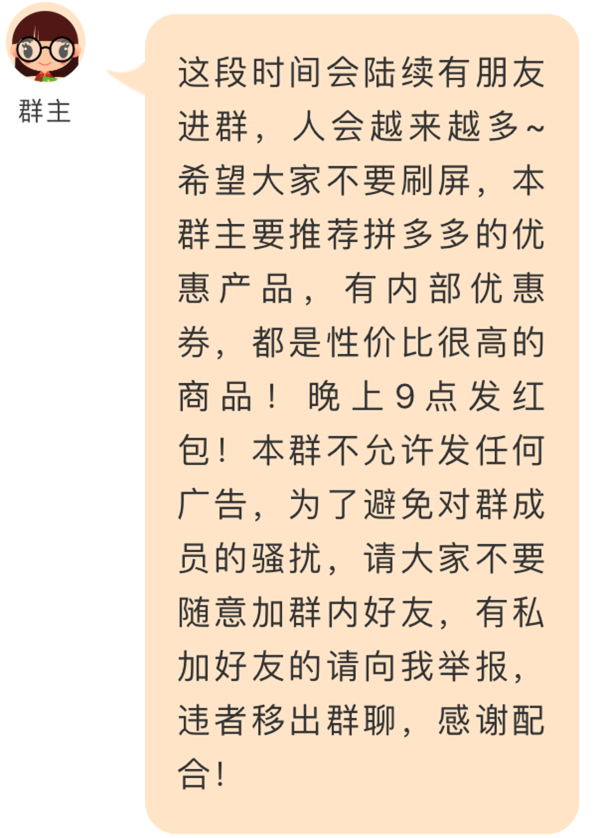 群主
这段时间会陆续有朋友
进群，人会越来越多~
希望大家不要刷屏，本
群主要推荐拼多多的优
惠产品，有内部优惠
券，都是性价比很高的
商品！晚上9点发红
包！本群不允许发任何
广告，为了避免对群成
员的骚扰，请大家不要
随意加群内好友，有私
加好友的请向我举报，
违者移出群聊，感谢配
合！